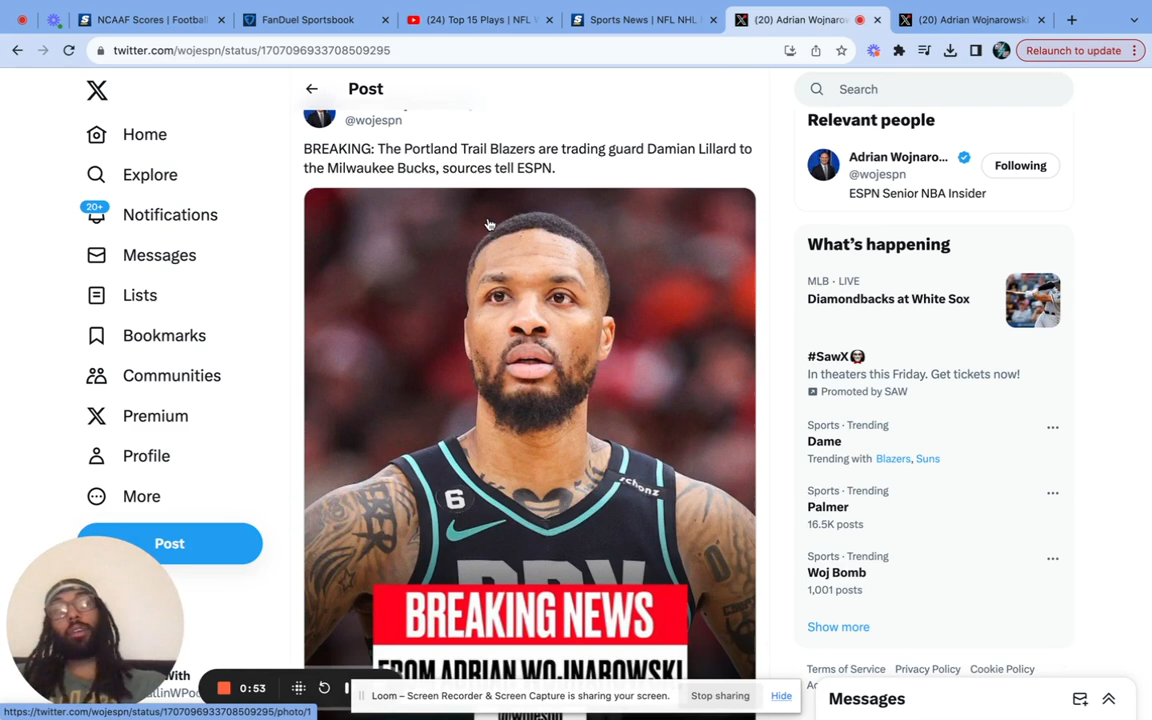 NCAAF Scores | Football
FanDuel Sportsbook
(24) Top 15 Plays | NFL W
Sports News | NFL NHL
(20) Adrian Wojnaro
(20) Adrian Wojnarowski
twitter.com/wojespn/status/1707096933708509295
Relaunch to update
Home
Explore
20+
Notifications
Messages
Lists
Bookmarks
Communities
Premium
Profile
More
Post
With
allinWPod
0:53
https://twitter.com/wojespn/status/1707096933708509295/photo/1
Post
@wojespn
BREAKING: The Portland Trail Blazers are trading guard Damian Lillard to
the Milwaukee Bucks, sources tell ESPN.
6
BREAKING NEWS
FROM ADRIAN WOJNAROWSKI
@wojespn
Loom – Screen Recorder & Screen Capture is sharing your screen.
Stop sharing
Hide
Search
Relevant people
Adrian Wojnaro...
@wojespn
Following
ESPN Senior NBA Insider
What's happening
MLB · LIVE
Diamondbacks at White Sox
#SawX
In theaters this Friday. Get tickets now!
Promoted by SAW
Sports · Trending
Dame
Trending with Blazers, Suns
Sports · Trending
Palmer
16.5K posts
Sports · Trending
Woj Bomb
1,001 posts
Show more
Terms of Service Privacy Policy Cookie Policy
Messages